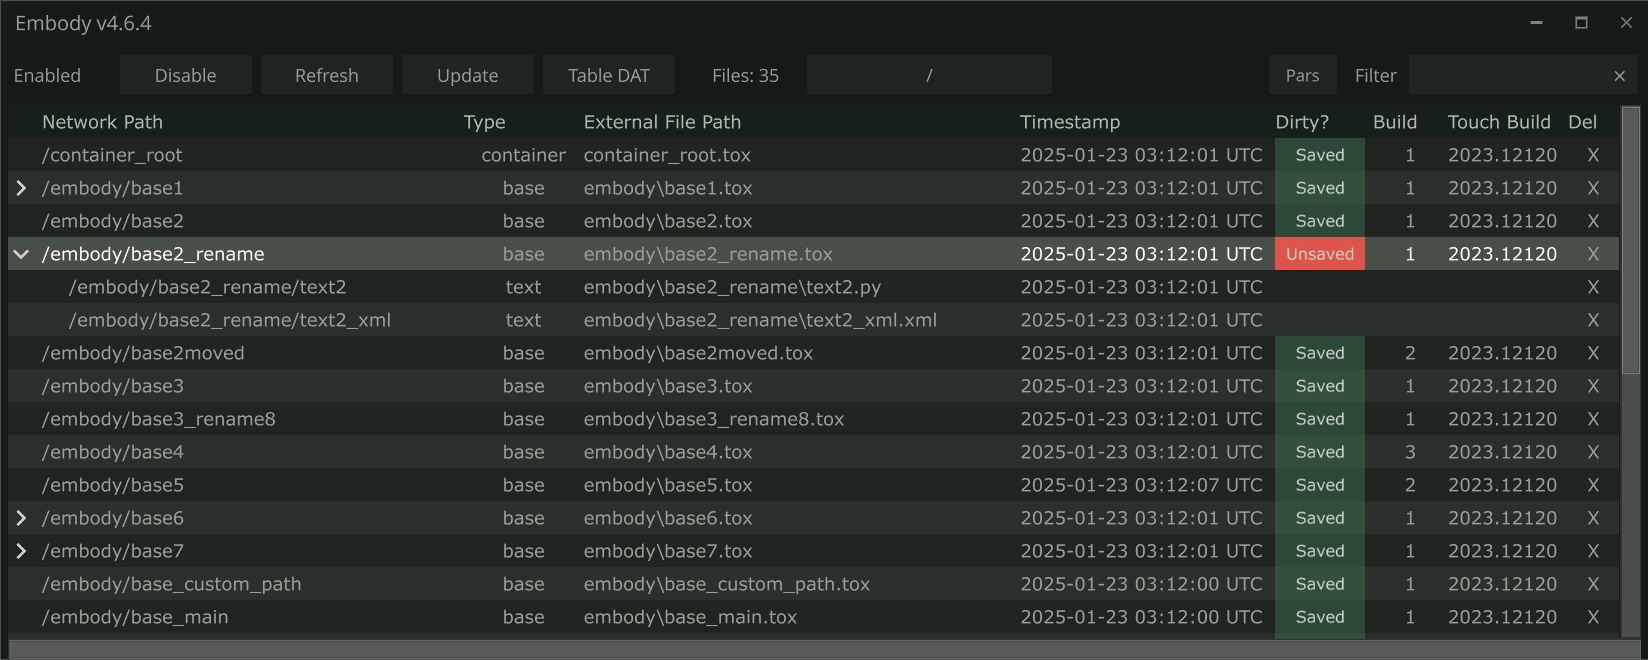 Embody v4.6.4
Enabled Disable Refresh Update Table DAT Files: 35 / Pars Filter ×
Network Path Type External File Path Timestamp Dirty? Build Touch Build Del
/container_root container container_root.tox 2025-01-23 03:12:01 UTC Saved 1 2023.12120 X
/embody/base1 base embody\base1.tox 2025-01-23 03:12:01 UTC Saved 1 2023.12120 X
/embody/base2 base embody\base2.tox 2025-01-23 03:12:01 UTC Saved 1 2023.12120 X
/embody/base2_rename base embody\base2_rename.tox 2025-01-23 03:12:01 UTC Unsaved 1 2023.12120 X
/embody/base2_rename/text2 text embody\base2_rename\text2.py 2025-01-23 03:12:01 UTC X
/embody/base2_rename/text2_xml text embody\base2_rename\text2_xml.xml 2025-01-23 03:12:01 UTC X
/embody/base2moved base embody\base2moved.tox 2025-01-23 03:12:01 UTC Saved 2 2023.12120 X
/embody/base3 base embody\base3.tox 2025-01-23 03:12:01 UTC Saved 1 2023.12120 X
/embody/base3_rename8 base embody\base3_rename8.tox 2025-01-23 03:12:01 UTC Saved 1 2023.12120 X
/embody/base4 base embody\base4.tox 2025-01-23 03:12:01 UTC Saved 3 2023.12120 X
/embody/base5 base embody\base5.tox 2025-01-23 03:12:07 UTC Saved 2 2023.12120 X
/embody/base6 base embody\base6.tox 2025-01-23 03:12:01 UTC Saved 1 2023.12120 X
/embody/base7 base embody\base7.tox 2025-01-23 03:12:01 UTC Saved 1 2023.12120 X
/embody/base_custom_path base embody\base_custom_path.tox 2025-01-23 03:12:00 UTC Saved 1 2023.12120 X
/embody/base_main base embody\base_main.tox 2025-01-23 03:12:00 UTC Saved 1 2023.12120 X